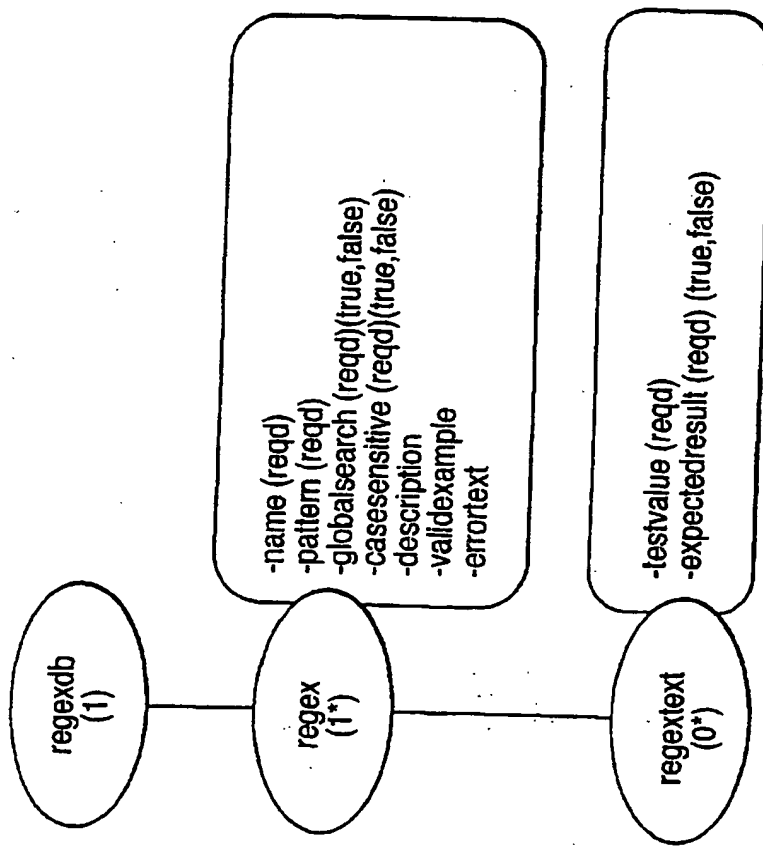 regexdb
(1)
regex
(1*)
-name (reqd)
-pattern (reqd)
-globalsearch (reqd)(true,false)
-casesensitive (reqd)(true,false)
-description
-validexample
-errortext
regextext
(0*)
-testvalue (reqd)
-expectedresult (reqd) (true,false)